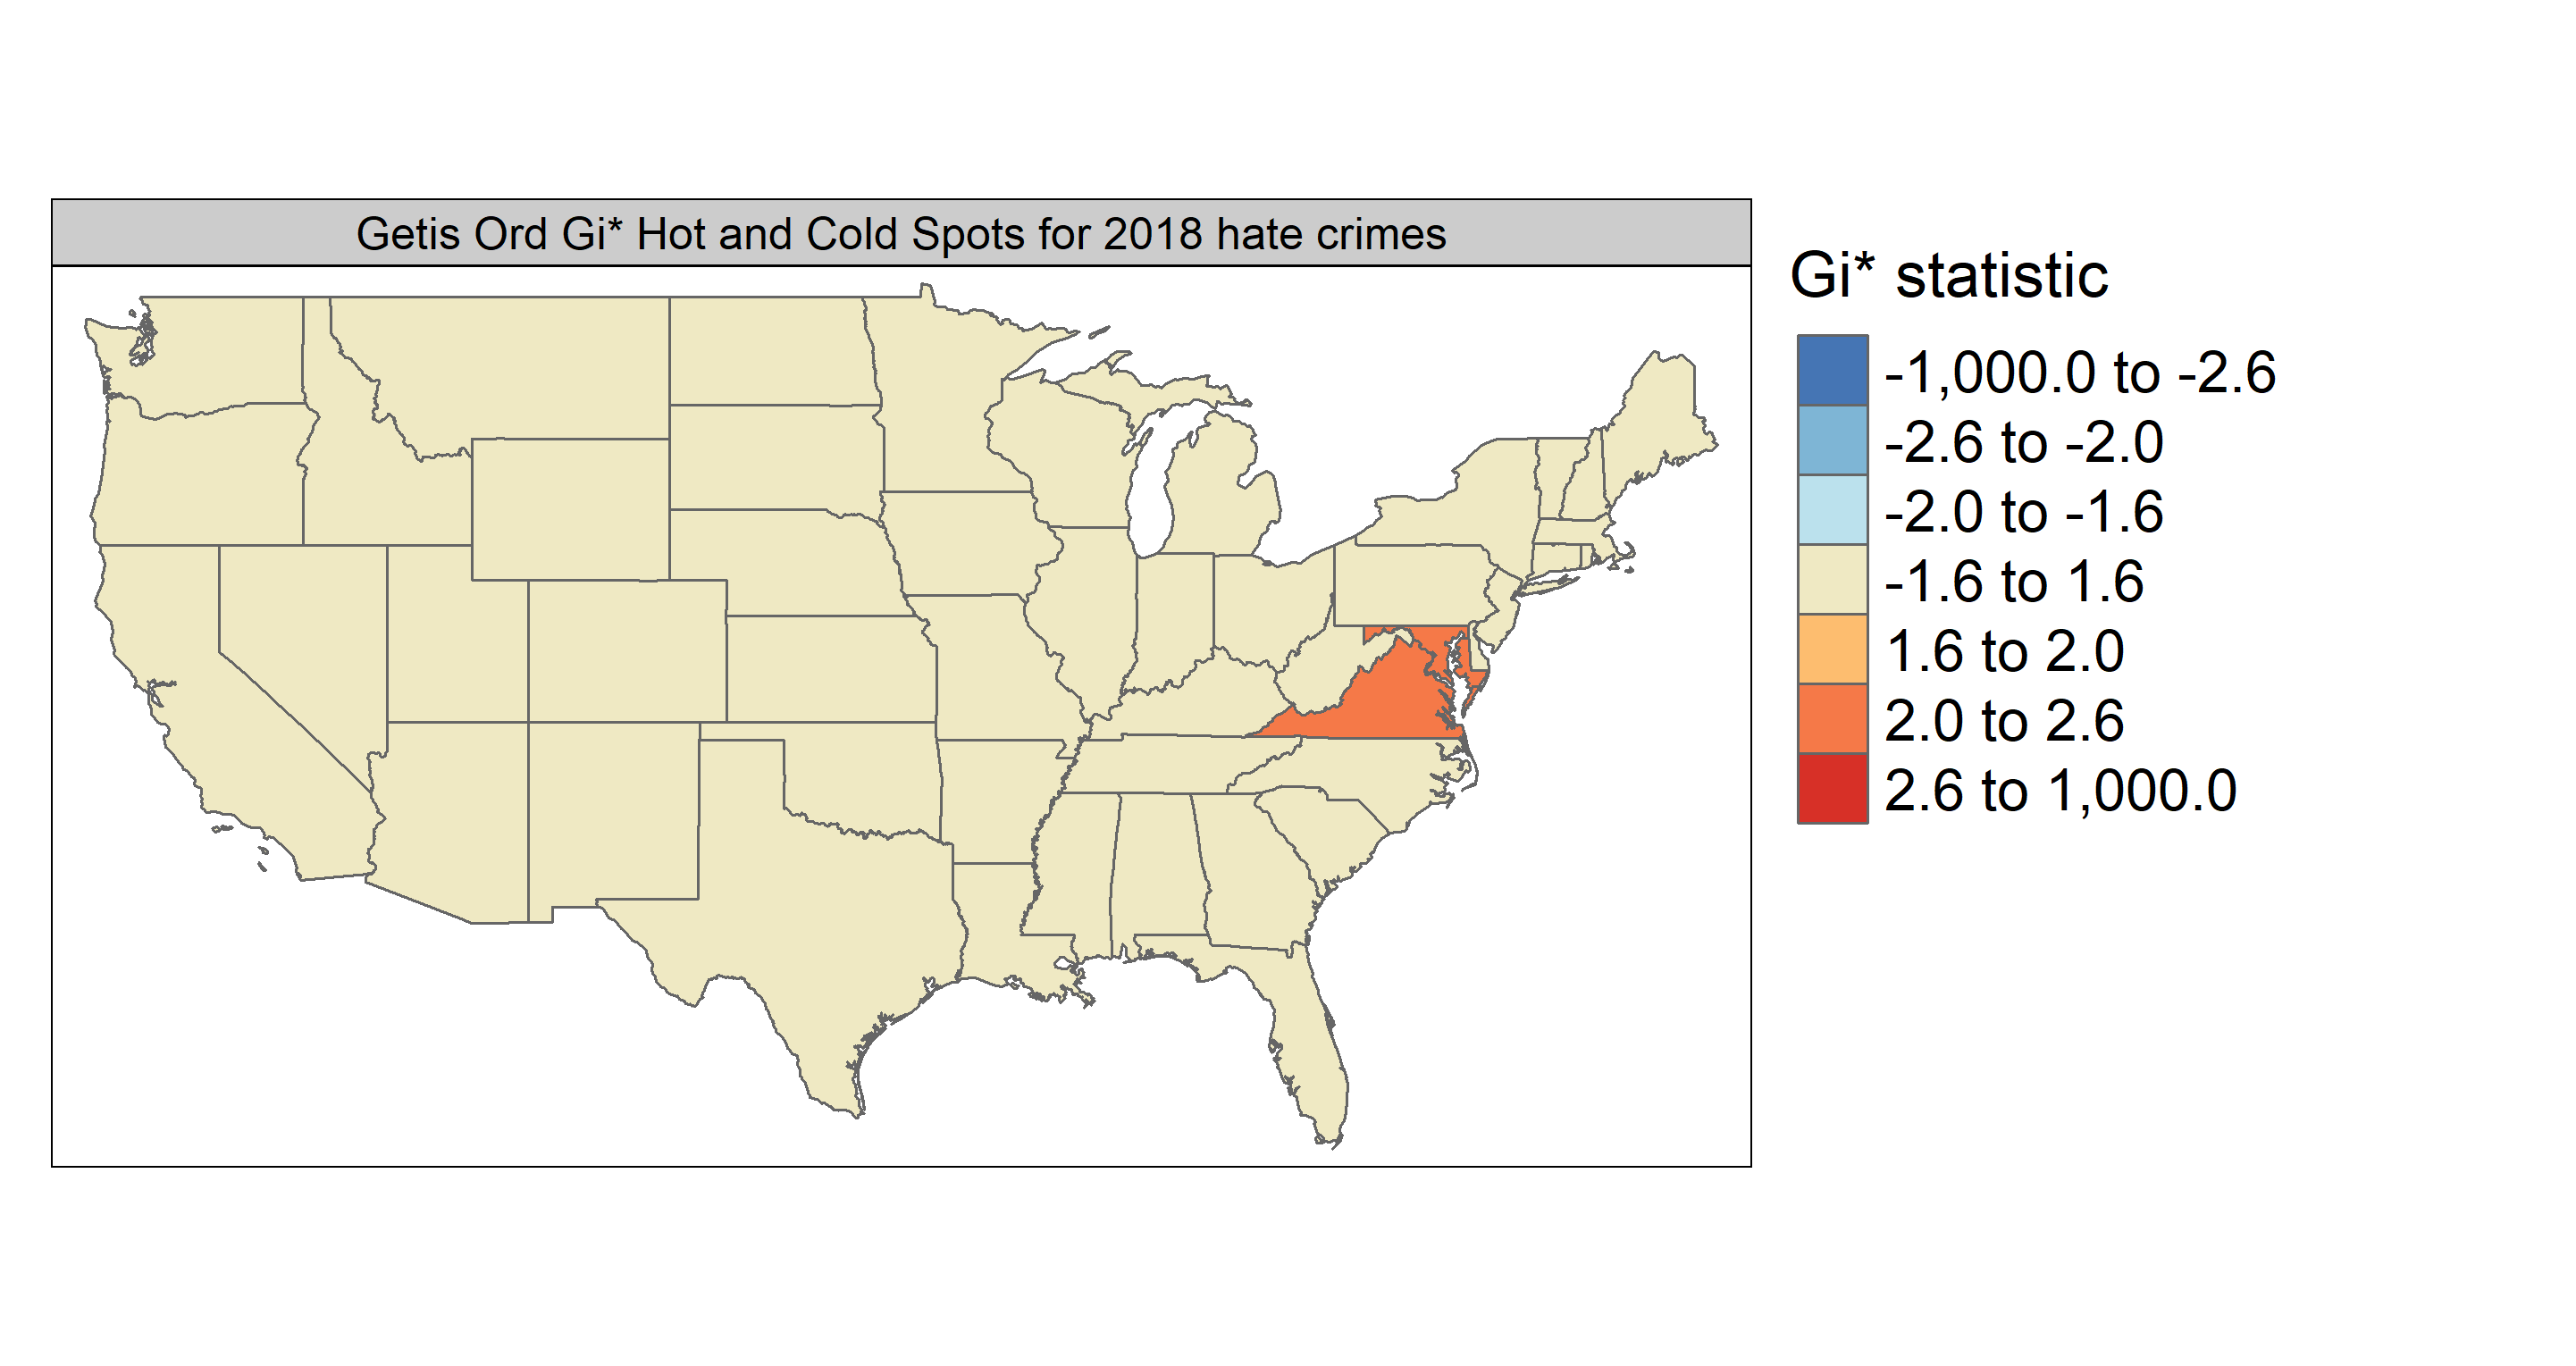 Getis Ord Gi* Hot and Cold Spots for 2018 hate crimes
Gi* statistic
-1,000.0 to -2.6
-2.6 to -2.0
-2.0 to -1.6
-1.6 to 1.6
1.6 to 2.0
2.0 to 2.6
2.6 to 1,000.0